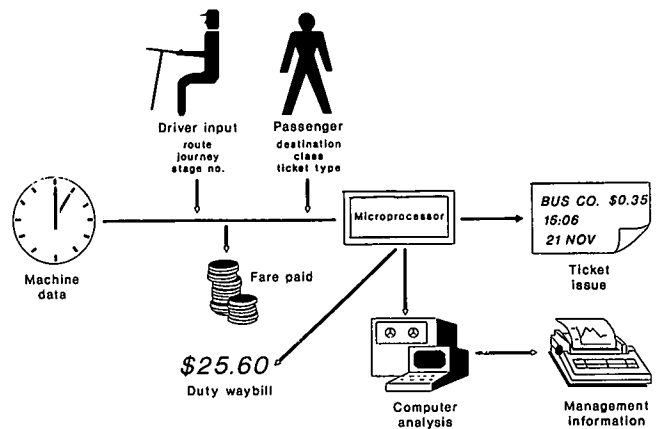 Driver input
route
journey
stage no.
Passenger
destination
class
ticket type
Machine
data
Microprocessor
BUS CO. $0.35
15:06
21 NOV
Ticket
issue
Fare paid
$25.60
Duty waybill
Computer
analysis
Management
information